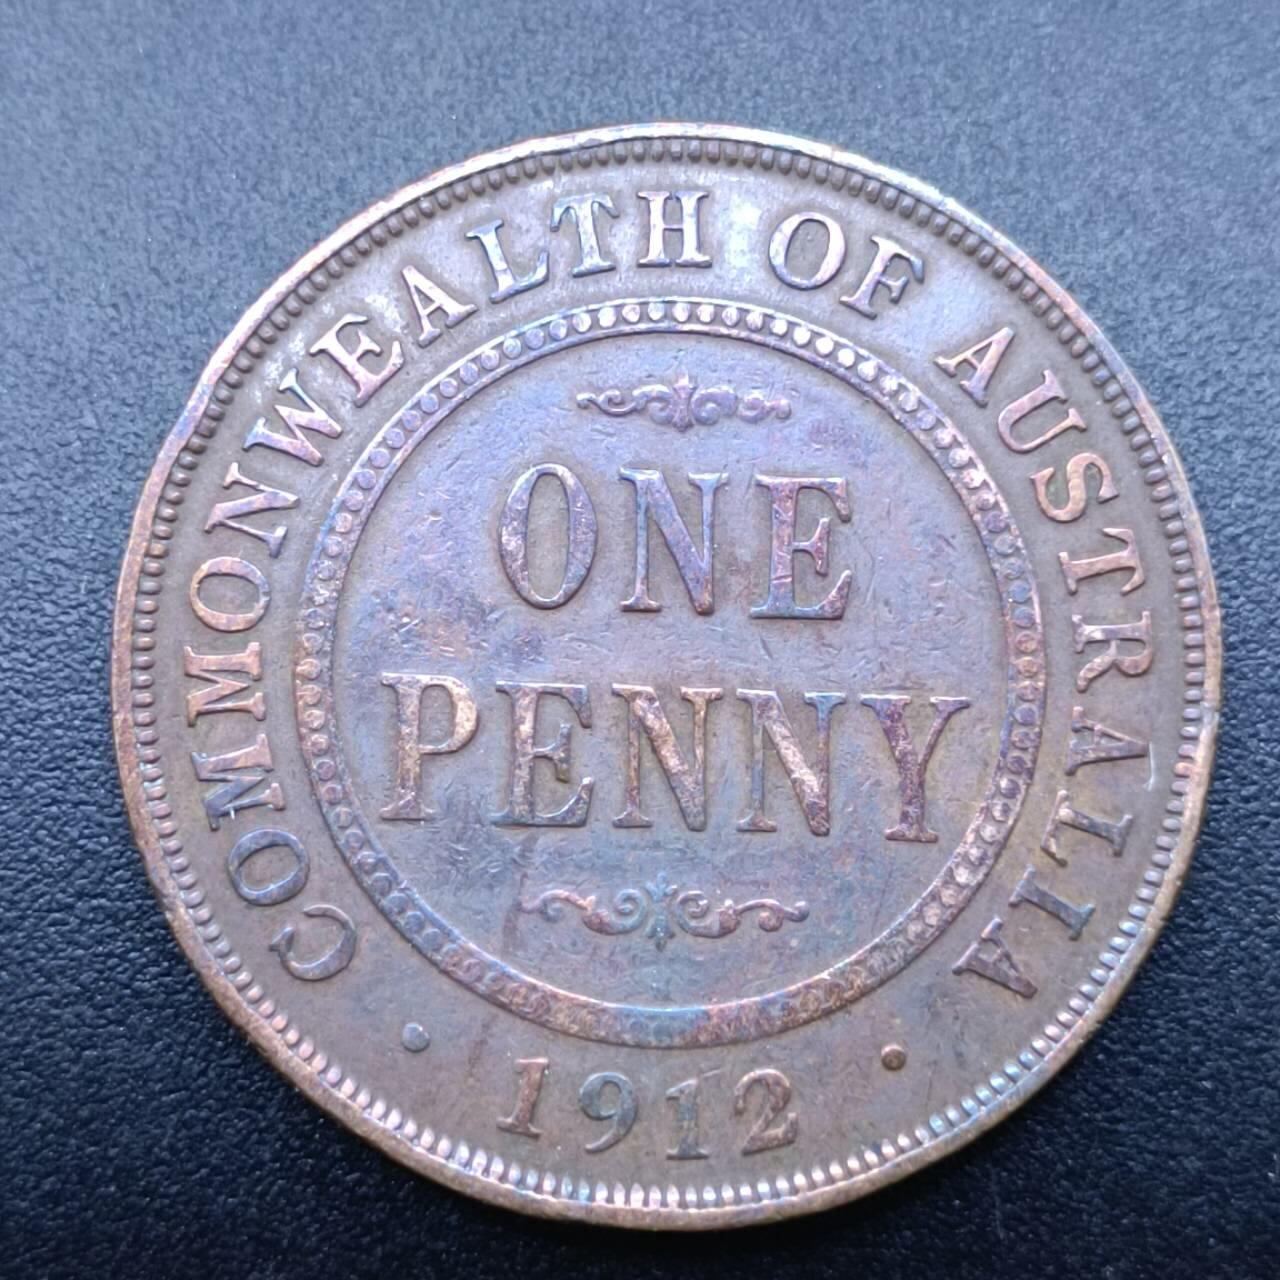 COMMONWEALTH OF AUSTRALIA
ONE
PENNY
1912